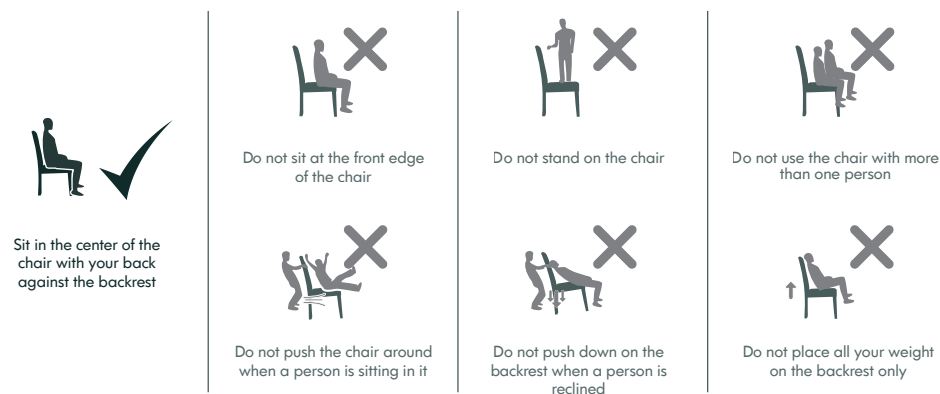 Sit in the center of the
chair with your back
against the backrest
Do not sit at the front edge
of the chair
Do not stand on the chair
Do not use the chair with more
than one person
Do not push the chair around
when a person is sitting in it
Do not push down on the
backrest when a person is
reclined
Do not place all your weight
on the backrest only